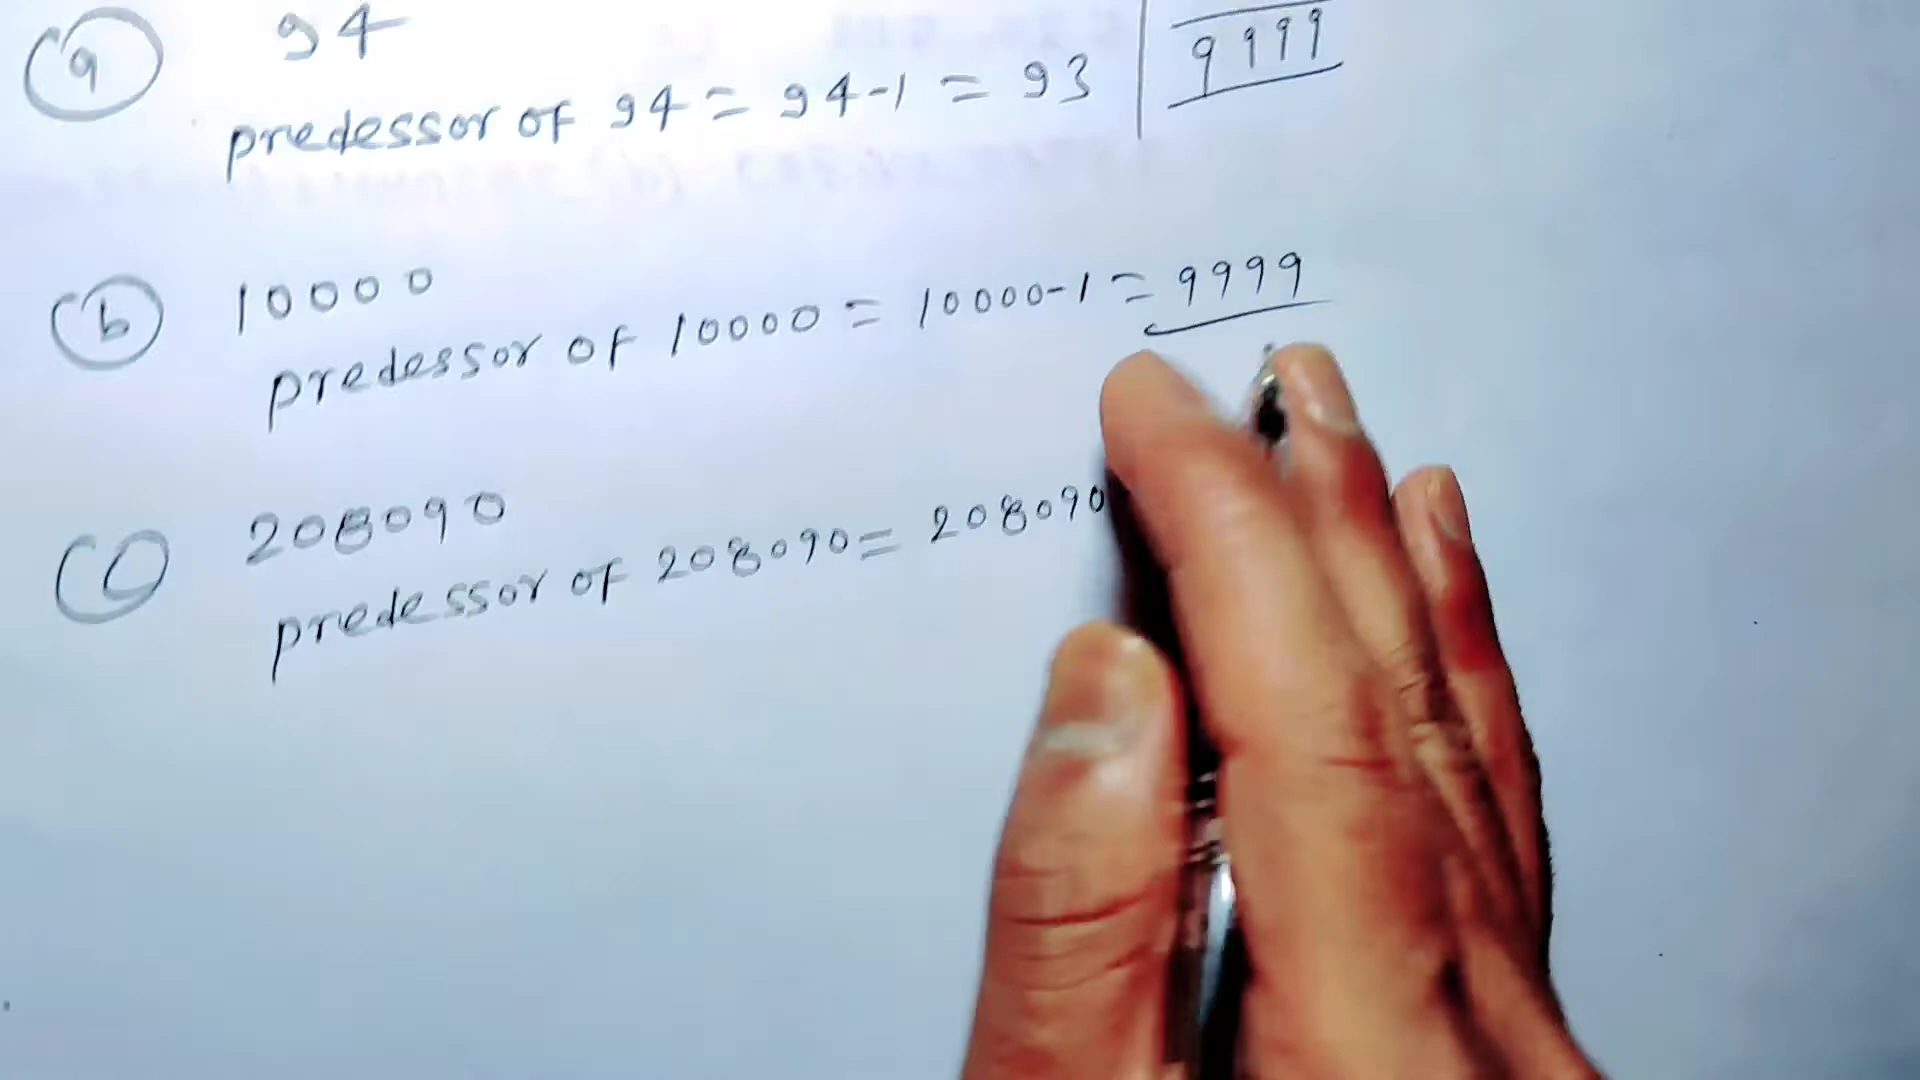 (a) 94
predessor of 94 = 94-1 = 93
9999
(b) 10000
predessor of 10000 = 10000-1 = 9999
(c) 208090
predessor of 208090 = 208090